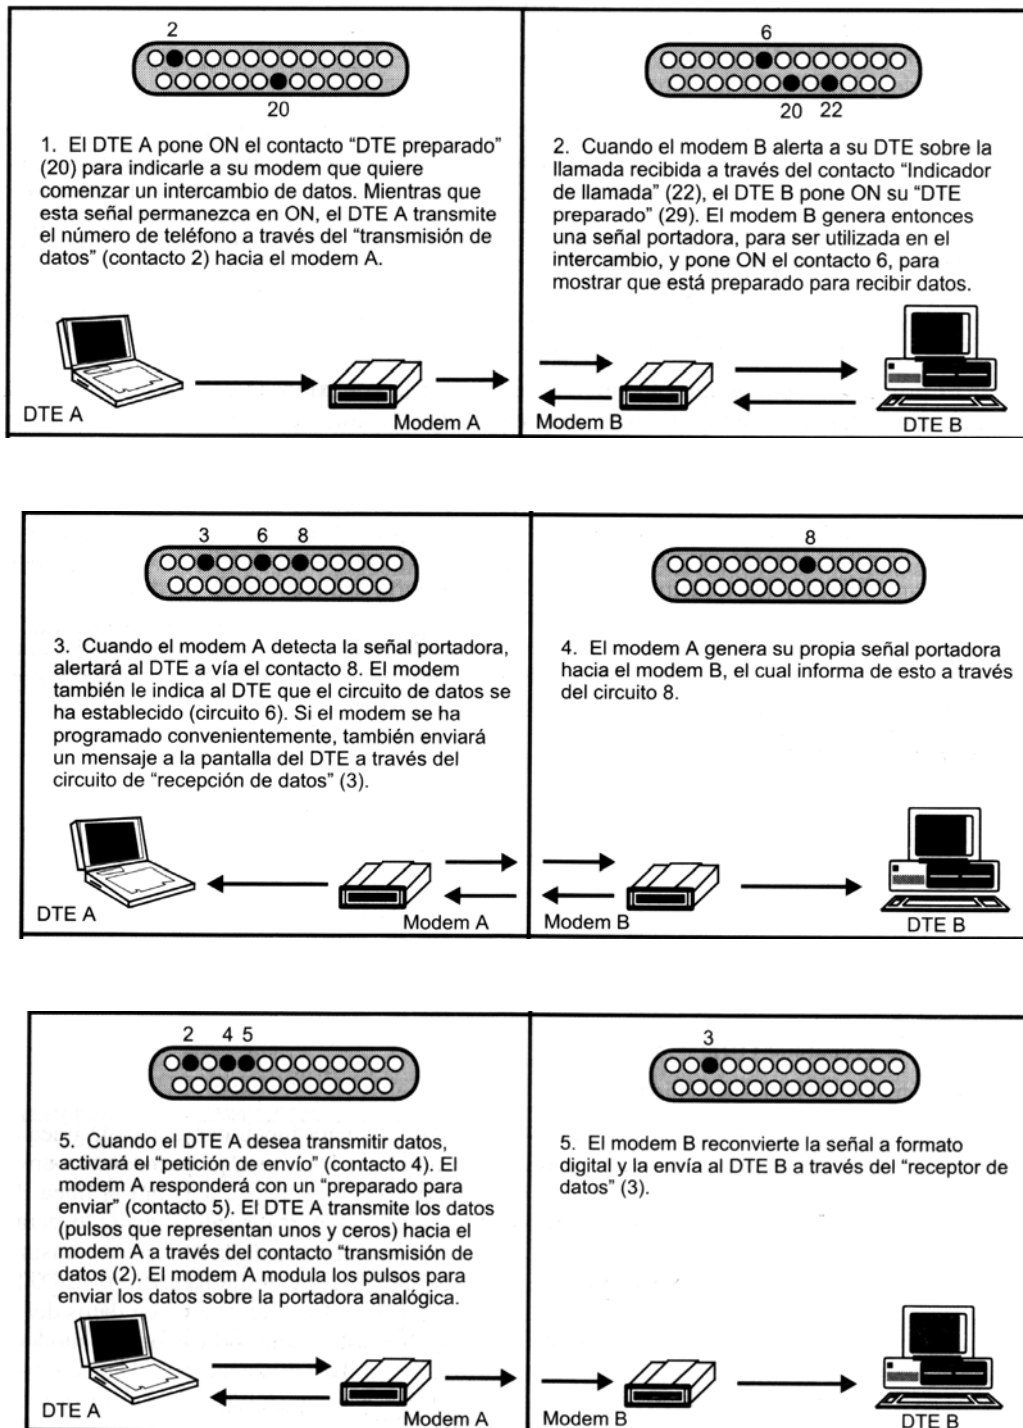 2
20
1. El DTE A pone ON el contacto “DTE preparado”
(20) para indicarle a su modem que quiere
comenzar un intercambio de datos. Mientras que
esta señal permanezca en ON, el DTE A transmite
el número de teléfono a través del “transmisión de
datos” (contacto 2) hacia el modem A.
DTE A
Modem A
6
20 22
2. Cuando el modem B alerta a su DTE sobre la
llamada recibida a través del contacto “Indicador
de llamada” (22), el DTE B pone ON su “DTE
preparado” (29). El modem B genera entonces
una señal portadora, para ser utilizada en el
intercambio, y pone ON el contacto 6, para
mostrar que está preparado para recibir datos.
Modem B
DTE B
3 6 8
3. Cuando el modem A detecta la señal portadora,
alertará al DTE a vía el contacto 8. El modem
también le indica al DTE que el circuito de datos se
ha establecido (circuito 6). Si el modem se ha
programado convenientemente, también enviará
un mensaje a la pantalla del DTE a través del
circuito de “recepción de datos” (3).
DTE A
Modem A
8
4. El modem A genera su propia señal portadora
hacia el modem B, el cual informa de esto a través
del circuito 8.
Modem B
DTE B
2 4 5
5. Cuando el DTE A desea transmitir datos,
activará el “petición de envío” (contacto 4). El
modem A responderá con un “preparado para
enviar” (contacto 5). El DTE A transmite los datos
(pulsos que representan unos y ceros) hacia el
modem A a través del contacto “transmisión de
datos (2). El modem A modula los pulsos para
enviar los datos sobre la portadora analógica.
DTE A
Modem A
3
5. El modem B reconvierte la señal a formato
digital y la envía al DTE B a través del “receptor de
datos” (3).
Modem B
DTE B